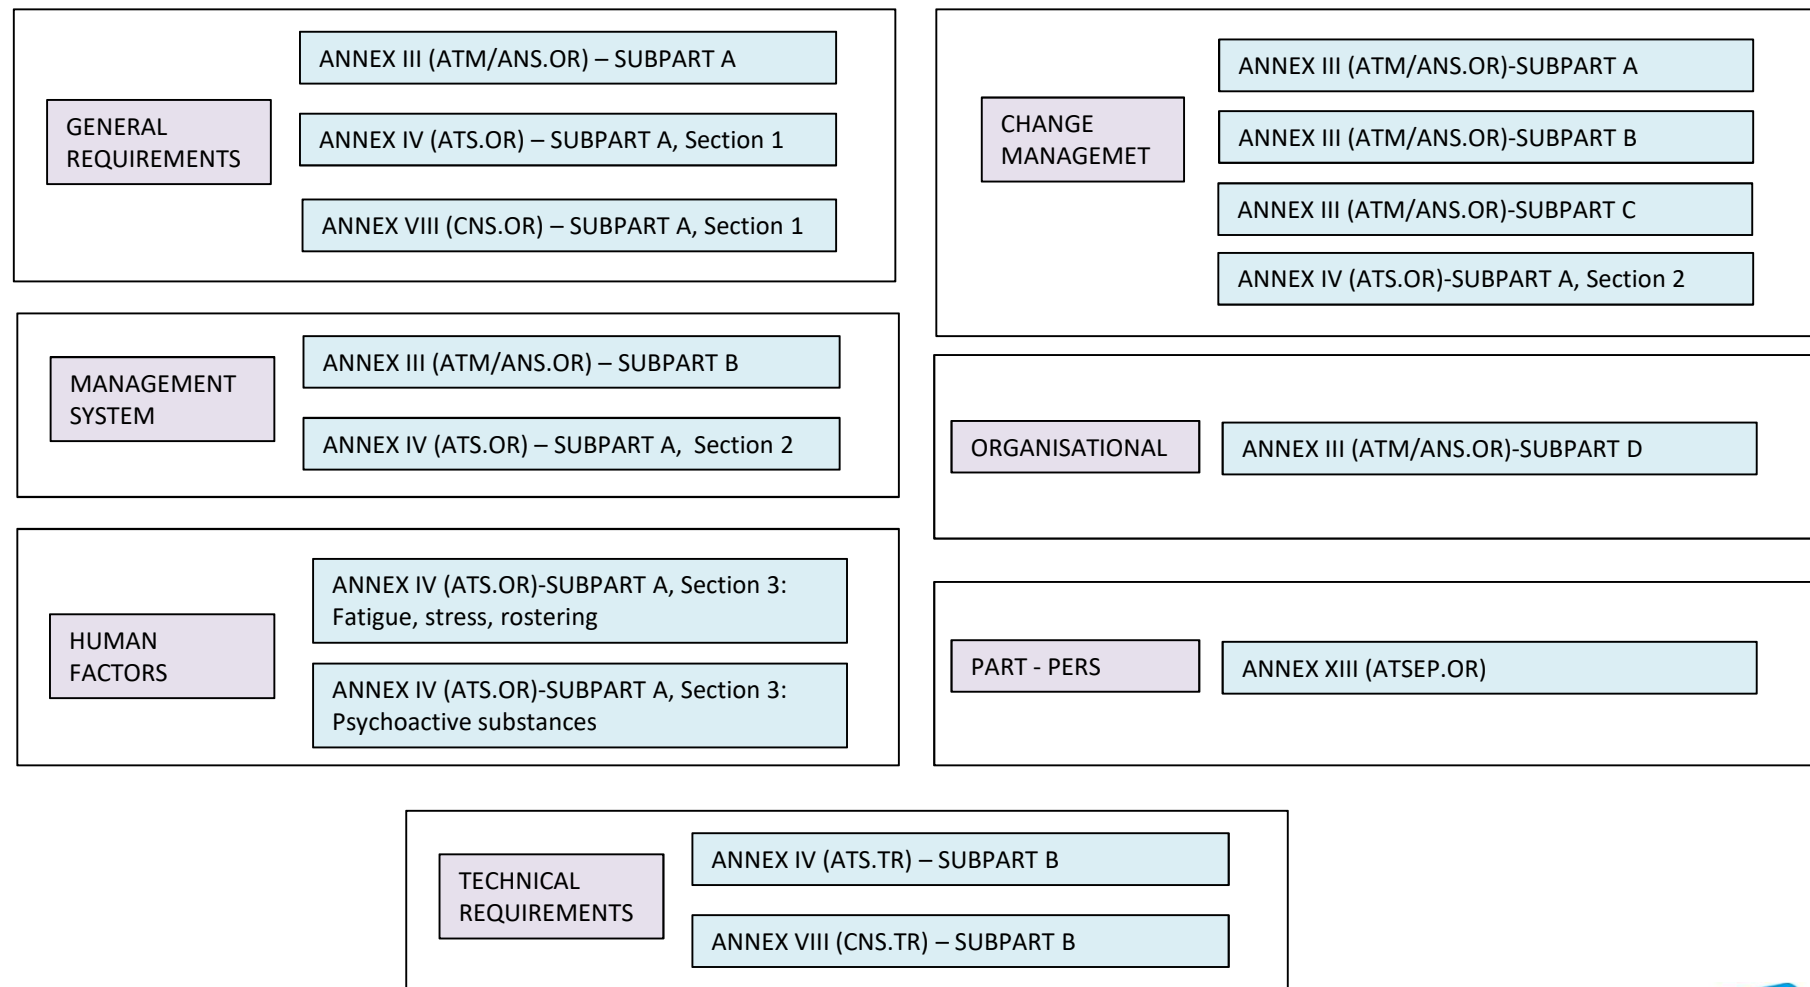 GENERAL
REQUIREMENTS
ANNEX III (ATM/ANS.OR) – SUBPART A
ANNEX IV (ATS.OR) – SUBPART A, Section 1
ANNEX VIII (CNS.OR) – SUBPART A, Section 1
MANAGEMENT
SYSTEM
ANNEX III (ATM/ANS.OR) – SUBPART B
ANNEX IV (ATS.OR) – SUBPART A,  Section 2
HUMAN
FACTORS
ANNEX IV (ATS.OR)-SUBPART A, Section 3:
Fatigue, stress, rostering
ANNEX IV (ATS.OR)-SUBPART A, Section 3:
Psychoactive substances
CHANGE
MANAGEMET
ANNEX III (ATM/ANS.OR)-SUBPART A
ANNEX III (ATM/ANS.OR)-SUBPART B
ANNEX III (ATM/ANS.OR)-SUBPART C
ANNEX IV (ATS.OR)-SUBPART A, Section 2
ORGANISATIONAL
ANNEX III (ATM/ANS.OR)-SUBPART D
PART - PERS
ANNEX XIII (ATSEP.OR)
TECHNICAL
REQUIREMENTS
ANNEX IV (ATS.TR) – SUBPART B
ANNEX VIII (CNS.TR) – SUBPART B